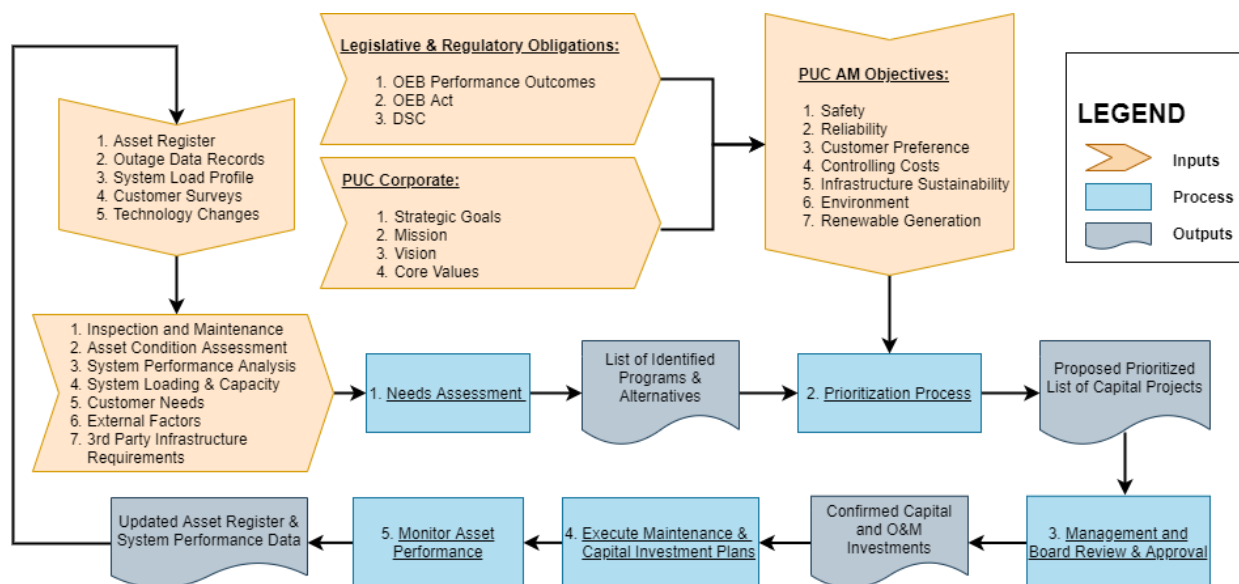 Legislative & Regulatory Obligations:
1. OEB Performance Outcomes
2. OEB Act
3. DSC
PUC AM Objectives:
1. Safety
2. Reliability
3. Customer Preference
4. Controlling Costs
5. Infrastructure Sustainability
6. Environment
7. Renewable Generation
LEGEND
Inputs
Process
Outputs
1. Asset Register
2. Outage Data Records
3. System Load Profile
4. Customer Surveys
5. Technology Changes
PUC Corporate:
1. Strategic Goals
2. Mission
3. Vision
4. Core Values
1. Inspection and Maintenance
2. Asset Condition Assessment
3. System Performance Analysis
4. System Loading & Capacity
5. Customer Needs
6. External Factors
7. 3rd Party Infrastructure
Requirements
1. Needs Assessment
List of Identified
Programs &
Alternatives
2. Prioritization Process
Proposed Prioritized
List of Capital Projects
3. Management and
Board Review & Approval
Confirmed Capital
and O&M
Investments
4. Execute Maintenance &
Capital Investment Plans
5. Monitor Asset
Performance
Updated Asset Register &
System Performance Data